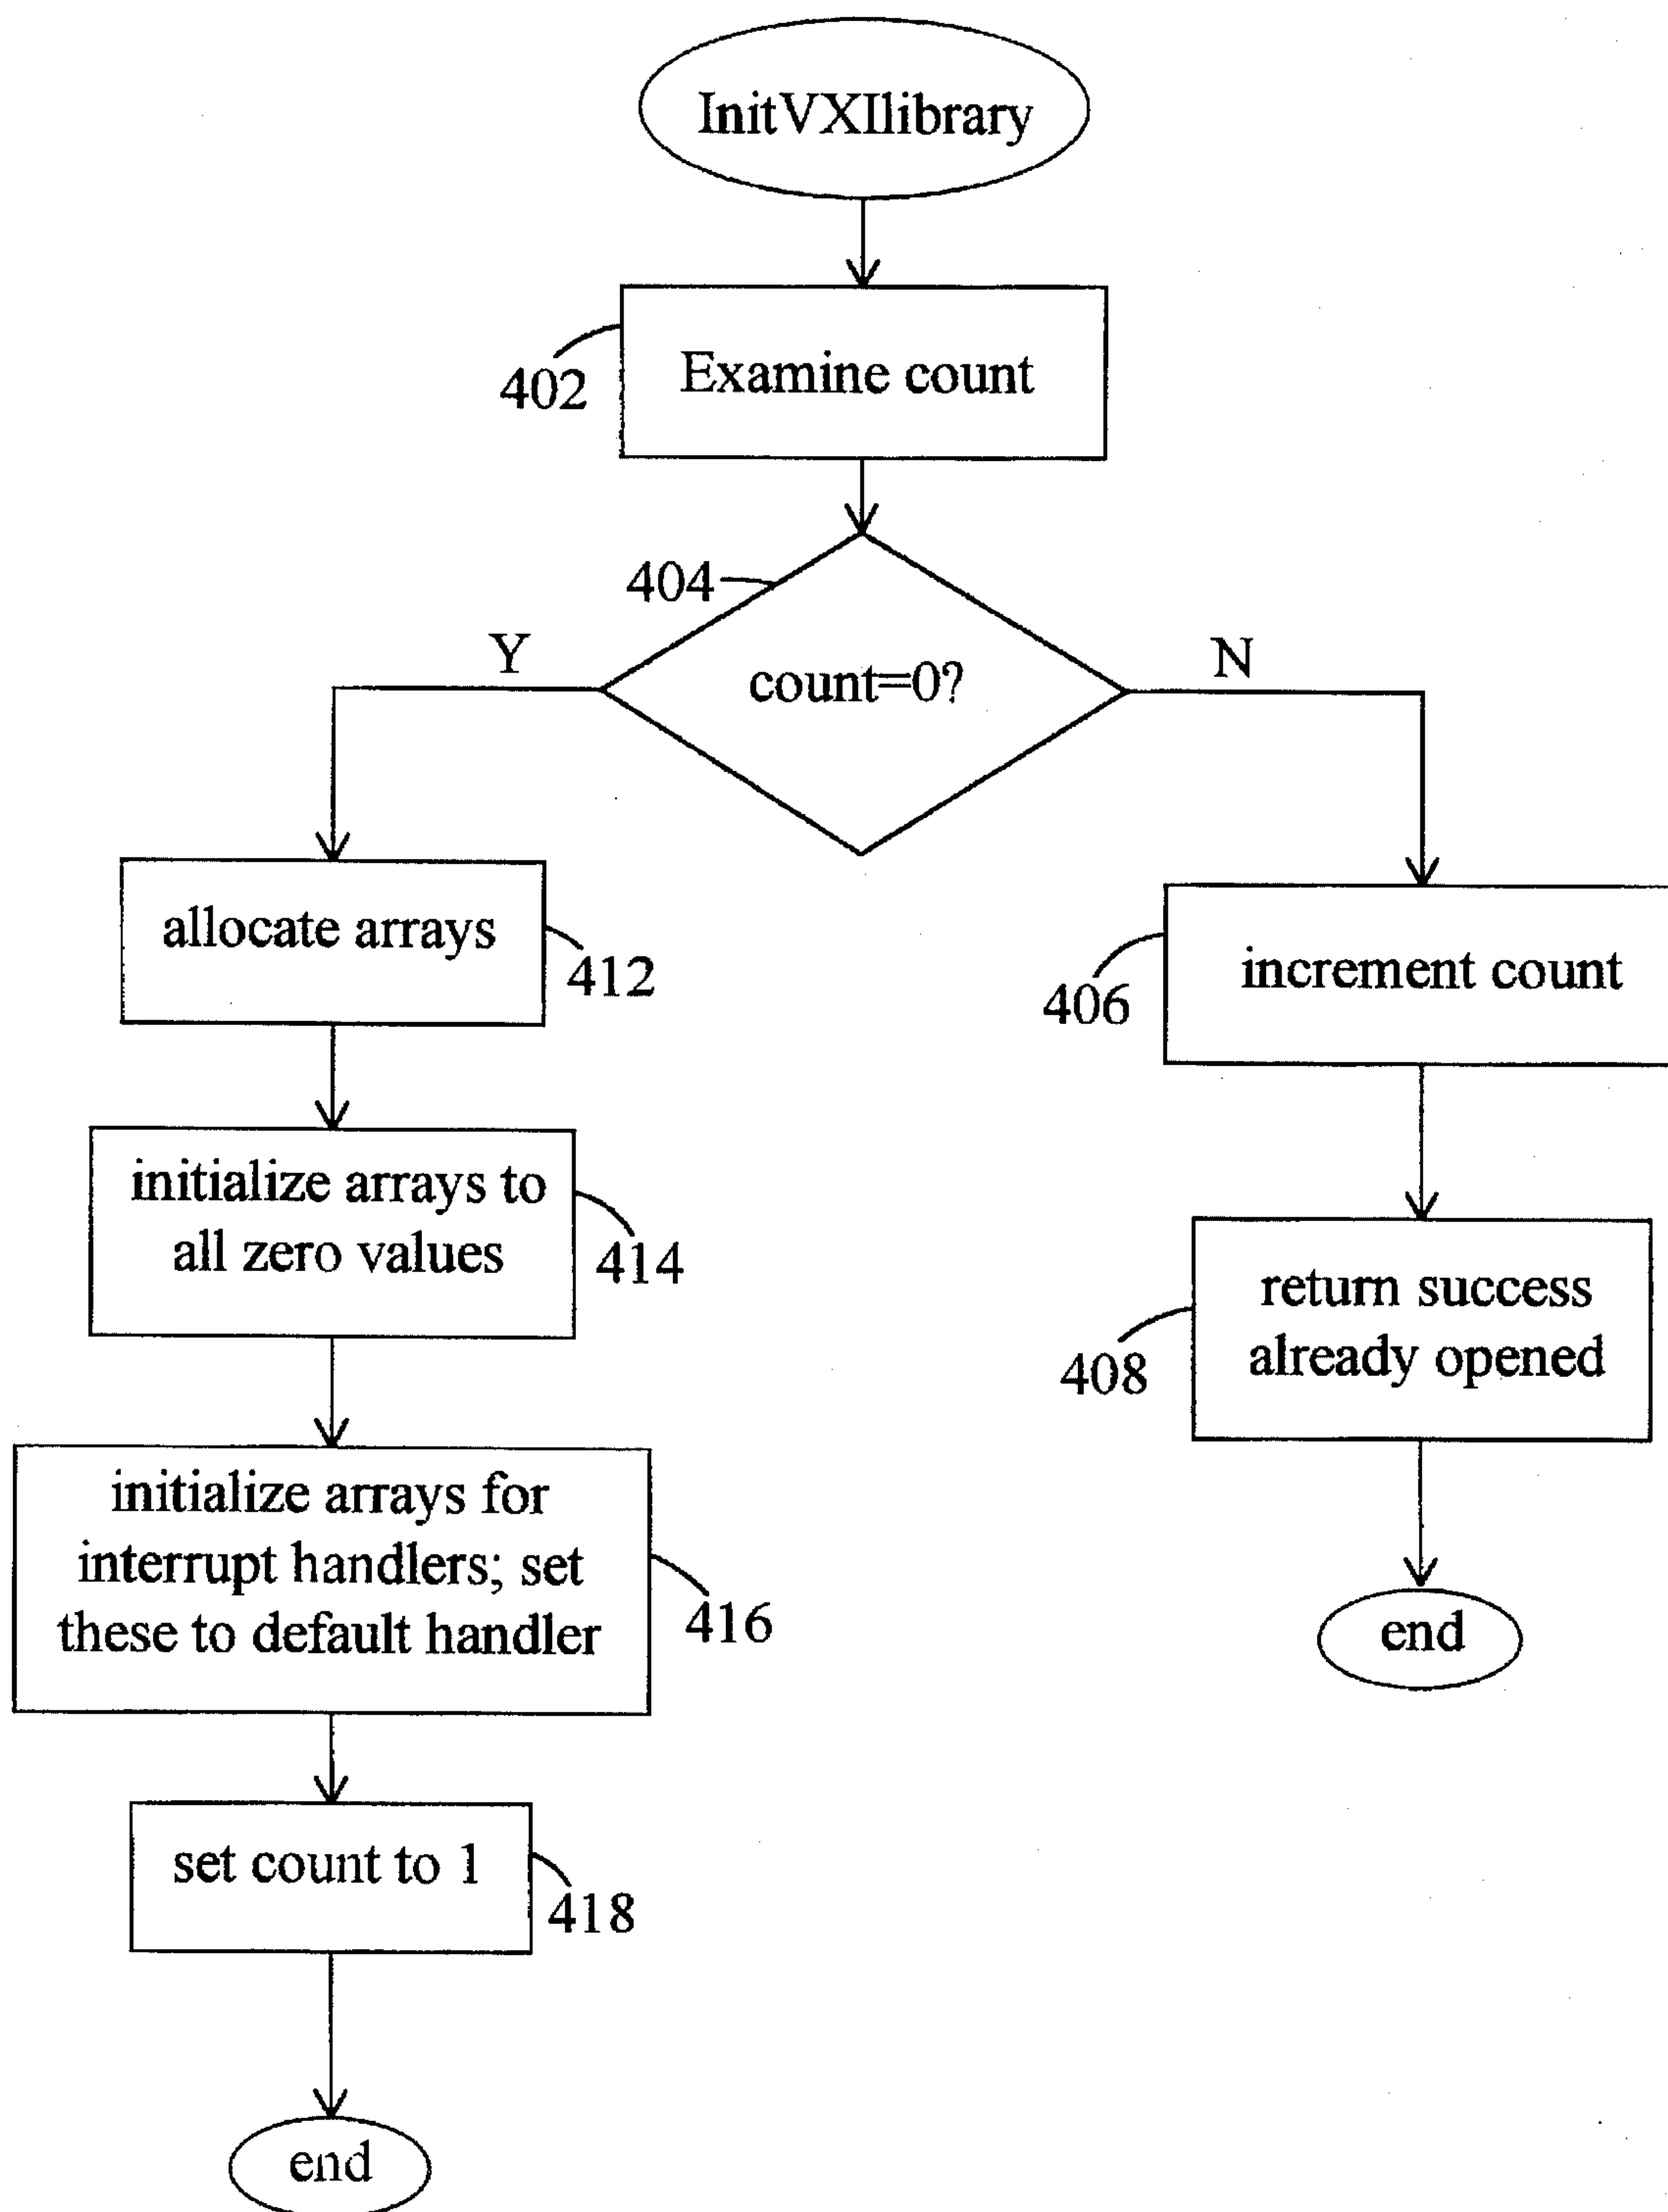 InitVXIlibrary
Examine count
402
404
Y
count=0?
N
allocate arrays
412
increment count
406
initialize arrays to
all zero values
414
return success
already opened
408
initialize arrays for
interrupt handlers; set
these to default handler
416
end
set count to 1
418
end